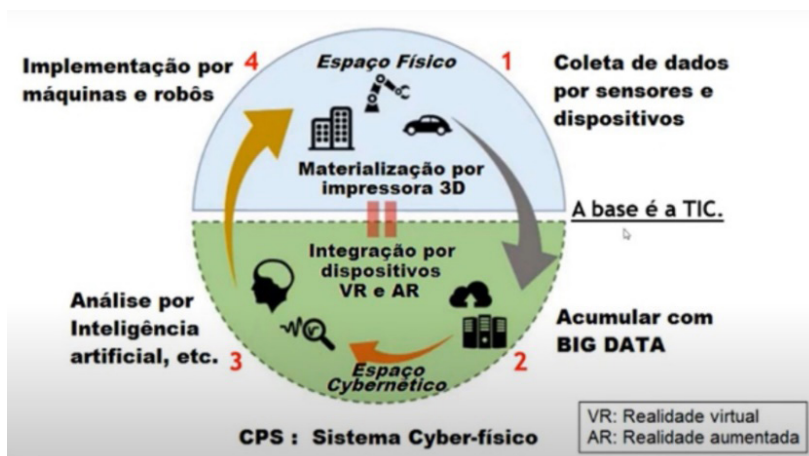 Implementação por
máquinas e robôs
4
Espaço Físico
1
Coleta de dados
por sensores e
dispositivos
Materialização por
impressora 3D
A base é a TIC.
Integração por
dispositivos
VR e AR
Análise por
Inteligência
artificial, etc.
3
Espaço
Cybernético
2
Acumular com
BIG DATA
CPS : Sistema Cyber-físico
VR: Realidade virtual
AR: Realidade aumentada